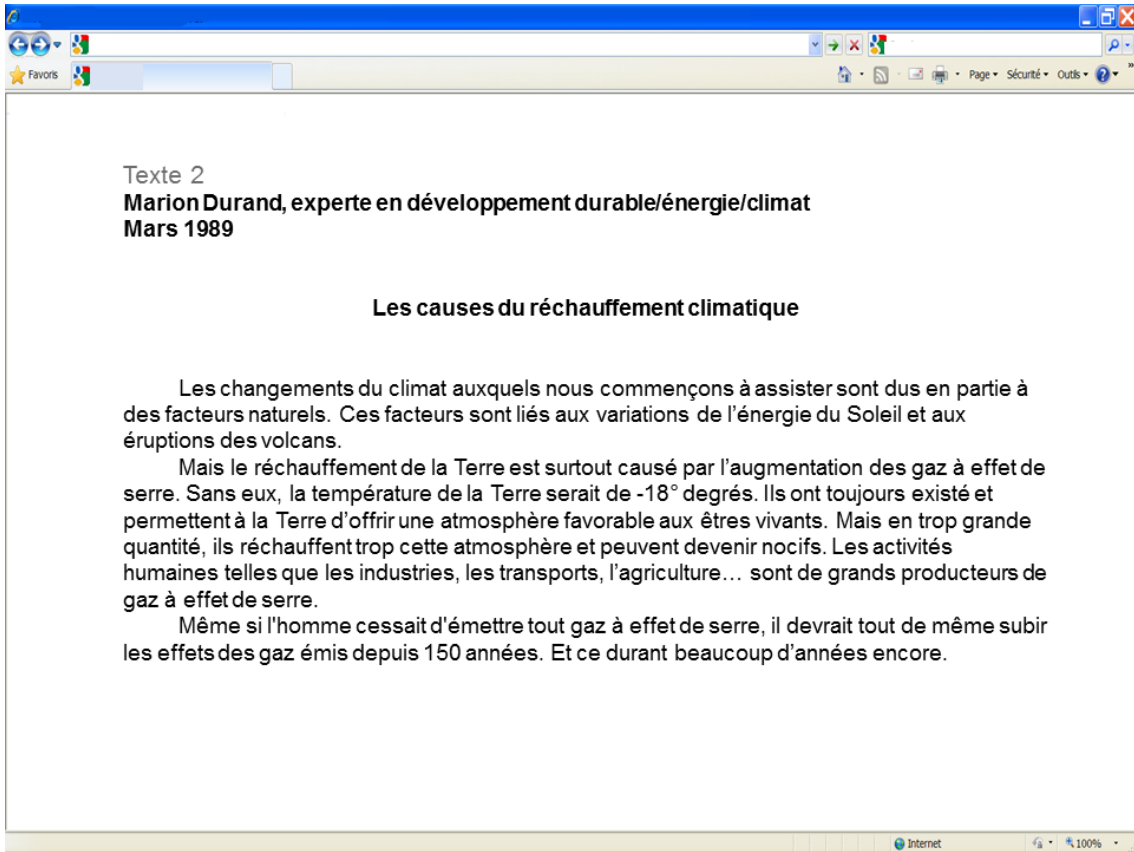 Favoris
Page
Sécurité
Outils
Texte 2
Marion Durand, experte en développement durable/énergie/climat
Mars 1989
Les causes du réchauffement climatique
Les changements du climat auxquels nous commençons à assister sont dus en partie à
des facteurs naturels. Ces facteurs sont liés aux variations de l’énergie du Soleil et aux
éruptions des volcans.
Mais le réchauffement de la Terre est surtout causé par l’augmentation des gaz à effet de
serre. Sans eux, la température de la Terre serait de -18° degrés. Ils ont toujours existé et
permettent à la Terre d’offrir une atmosphère favorable aux êtres vivants. Mais en trop grande
quantité, ils réchauffent trop cette atmosphère et peuvent devenir nocifs. Les activités
humaines telles que les industries, les transports, l’agriculture… sont de grands producteurs de
gaz à effet de serre.
Même si l'homme cessait d'émettre tout gaz à effet de serre, il devrait tout de même subir
les effets des gaz émis depuis 150 années. Et ce durant beaucoup d’années encore.
Internet
100%